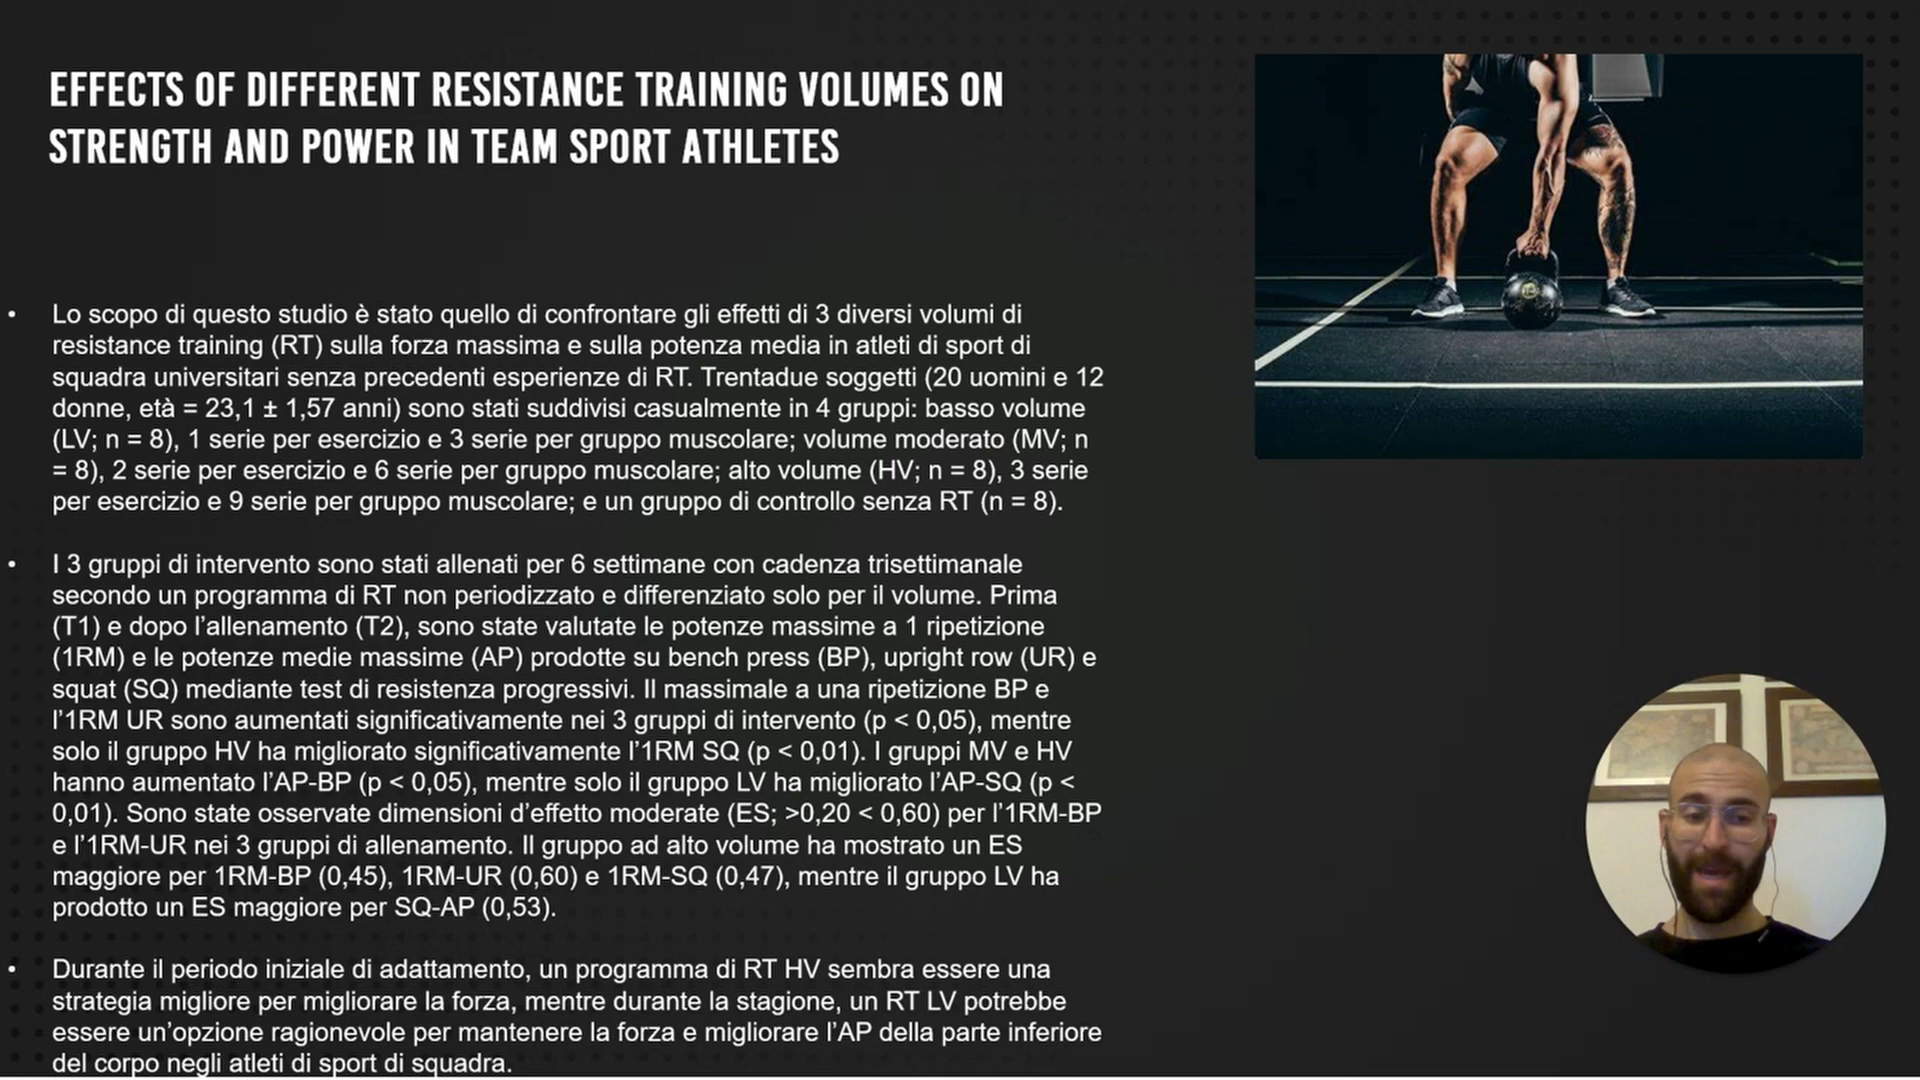 EFFECTS OF DIFFERENT RESISTANCE TRAINING VOLUMES ON
STRENGTH AND POWER IN TEAM SPORT ATHLETES
• Lo scopo di questo studio è stato quello di confrontare gli effetti di 3 diversi volumi di
resistance training (RT) sulla forza massima e sulla potenza media in atleti di sport di
squadra universitari senza precedenti esperienze di RT. Trentadue soggetti (20 uomini e 12
donne, età = 23,1 ± 1,57 anni) sono stati suddivisi casualmente in 4 gruppi: basso volume
(LV; n = 8), 1 serie per esercizio e 3 serie per gruppo muscolare; volume moderato (MV; n
= 8), 2 serie per esercizio e 6 serie per gruppo muscolare; alto volume (HV; n = 8), 3 serie
per esercizio e 9 serie per gruppo muscolare; e un gruppo di controllo senza RT (n = 8).
• I 3 gruppi di intervento sono stati allenati per 6 settimane con cadenza trisettimanale
secondo un programma di RT non periodizzato e differenziato solo per il volume. Prima
(T1) e dopo l’allenamento (T2), sono state valutate le potenze massime a 1 ripetizione
(1RM) e le potenze medie massime (AP) prodotte su bench press (BP), upright row (UR) e
squat (SQ) mediante test di resistenza progressivi. Il massimale a una ripetizione BP e
l’1RM UR sono aumentati significativamente nei 3 gruppi di intervento (p < 0,05), mentre
solo il gruppo HV ha migliorato significativamente l’1RM SQ (p < 0,01). I gruppi MV e HV
hanno aumentato l’AP-BP (p < 0,05), mentre solo il gruppo LV ha migliorato l’AP-SQ (p <
0,01). Sono state osservate dimensioni d’effetto moderate (ES; >0,20 < 0,60) per l’1RM-BP
e l’1RM-UR nei 3 gruppi di allenamento. Il gruppo ad alto volume ha mostrato un ES
maggiore per 1RM-BP (0,45), 1RM-UR (0,60) e 1RM-SQ (0,47), mentre il gruppo LV ha
prodotto un ES maggiore per SQ-AP (0,53).
• Durante il periodo iniziale di adattamento, un programma di RT HV sembra essere una
strategia migliore per migliorare la forza, mentre durante la stagione, un RT LV potrebbe
essere un’opzione ragionevole per mantenere la forza e migliorare l’AP della parte inferiore
del corpo negli atleti di sport di squadra.